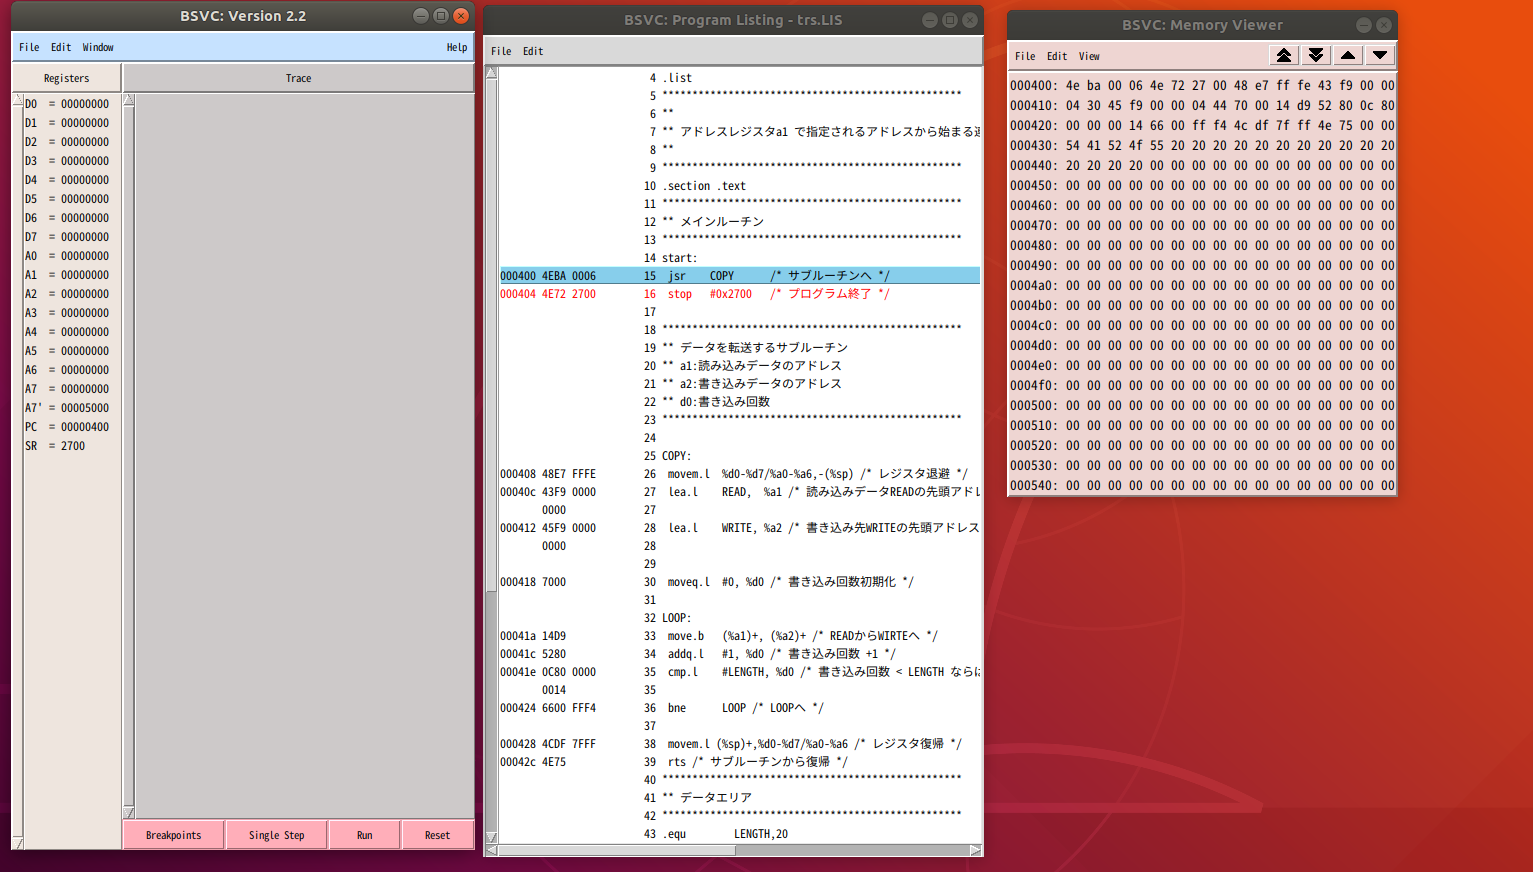 BSVC: Version 2.2
File Edit Window Help
Registers
Trace
D0 = 00000000
D1 = 00000000
D2 = 00000000
D3 = 00000000
D4 = 00000000
D5 = 00000000
D6 = 00000000
D7 = 00000000
A0 = 00000000
A1 = 00000000
A2 = 00000000
A3 = 00000000
A4 = 00000000
A5 = 00000000
A6 = 00000000
A7 = 00000000
A7' = 00005000
PC = 00000400
SR = 2700
Breakpoints Single Step Run Reset
BSVC: Program Listing - trs.LIS
File Edit
4 .list
5 **************************************************
6 **
7 ** アドレスレジスタa1 で指定されるアドレスから始まる
8 **
9 **************************************************
10 .section .text
11 **************************************************
12 ** メインルーチン
13 **************************************************
14 start:
000400 4EBA 0006 15 jsr COPY /* サブルーチンへ */
000404 4E72 2700 16 stop #0x2700 /* プログラム終了 */
17
18 **************************************************
19 ** データを転送するサブルーチン
20 ** a1:読み込みデータのアドレス
21 ** a2:書き込みデータのアドレス
22 ** d0:書き込み回数
23 **************************************************
24
25 COPY:
000408 48E7 FFFE 26 movem.l %d0-%d7/%a0-%a6,-(%sp) /* レジスタ退避 */
00040c 43F9 0000 27 lea.l READ, %a1 /* 読み込みデータREADの先頭アドレ
0000 27
000412 45F9 0000 28 lea.l WRITE, %a2 /* 書き込み先WRITEの先頭アドレス
0000 28
29
000418 7000 30 moveq.l #0, %d0 /* 書き込み回数初期化 */
31
32 LOOP:
00041a 14D9 33 move.b (%a1)+, (%a2)+ /* READからWIRTEへ */
00041c 5280 34 addq.l #1, %d0 /* 書き込み回数 +1 */
00041e 0C80 0000 35 cmp.l #LENGTH, %d0 /* 書き込み回数 < LENGTH なら
0014 35
000424 6600 FFF4 36 bne LOOP /* LOOPへ */
37
000428 4CDF 7FFF 38 movem.l (%sp)+,%d0-%d7/%a0-%a6 /* レジスタ復帰 */
00042c 4E75 39 rts /* サブルーチンから復帰 */
40 **************************************************
41 ** データエリア
42 **************************************************
43 .equ LENGTH,20
BSVC: Memory Viewer
File Edit View
000400: 4e ba 00 06 4e 72 27 00 48 e7 ff fe 43 f9 00 00
000410: 04 30 45 f9 00 00 04 44 70 00 14 d9 52 80 0c 80
000420: 00 00 00 14 66 00 ff f4 4c df 7f ff 4e 75 00 00
000430: 54 41 52 4f 55 20 20 20 20 20 20 20 20 20 20 20
000440: 20 20 20 20 00 00 00 00 00 00 00 00 00 00 00 00
000450: 00 00 00 00 00 00 00 00 00 00 00 00 00 00 00 00
000460: 00 00 00 00 00 00 00 00 00 00 00 00 00 00 00 00
000470: 00 00 00 00 00 00 00 00 00 00 00 00 00 00 00 00
000480: 00 00 00 00 00 00 00 00 00 00 00 00 00 00 00 00
000490: 00 00 00 00 00 00 00 00 00 00 00 00 00 00 00 00
0004a0: 00 00 00 00 00 00 00 00 00 00 00 00 00 00 00 00
0004b0: 00 00 00 00 00 00 00 00 00 00 00 00 00 00 00 00
0004c0: 00 00 00 00 00 00 00 00 00 00 00 00 00 00 00 00
0004d0: 00 00 00 00 00 00 00 00 00 00 00 00 00 00 00 00
0004e0: 00 00 00 00 00 00 00 00 00 00 00 00 00 00 00 00
0004f0: 00 00 00 00 00 00 00 00 00 00 00 00 00 00 00 00
000500: 00 00 00 00 00 00 00 00 00 00 00 00 00 00 00 00
000510: 00 00 00 00 00 00 00 00 00 00 00 00 00 00 00 00
000520: 00 00 00 00 00 00 00 00 00 00 00 00 00 00 00 00
000530: 00 00 00 00 00 00 00 00 00 00 00 00 00 00 00 00
000540: 00 00 00 00 00 00 00 00 00 00 00 00 00 00 00 00